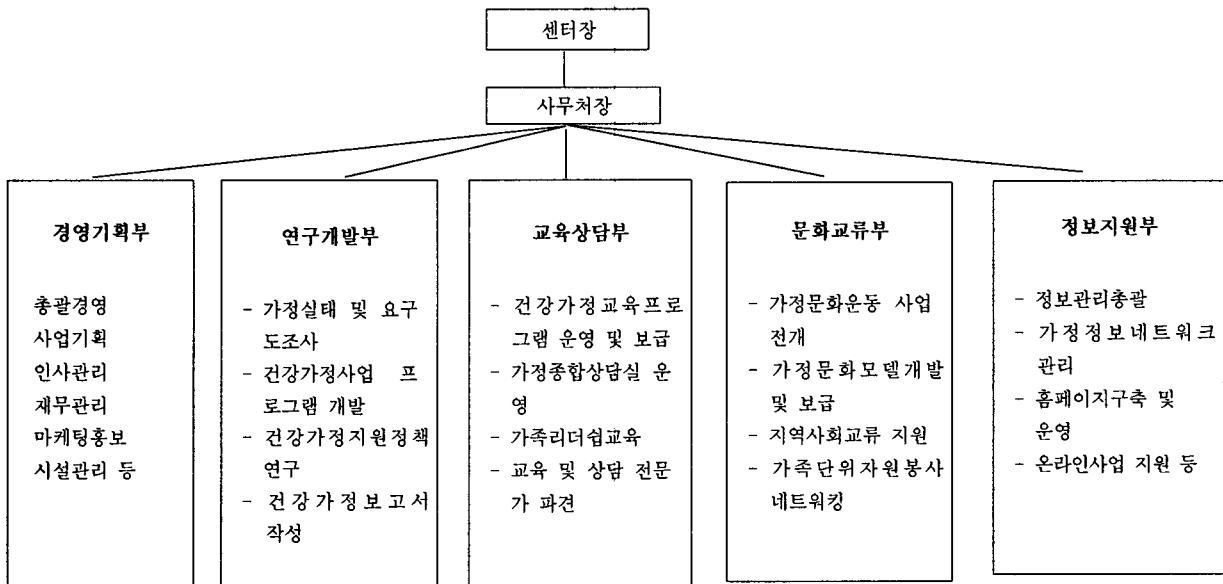 센터장
사무처장
경영기획부
총괄경영
사업기획
인사관리
재무관리
마케팅홍보
시설관리 등
연구개발부
- 가정실태 및 요구
도조사
- 건강가정사업 프
로그램 개발
- 건강가정지원정책
연구
- 건강가정보고서
작성
교육상담부
- 건강가정교육프로
그램 운영 및 보급
- 가정종합상담실 운
영
- 가족리더쉽교육
- 교육 및 상담 전문
가 파견
문화교류부
- 가정문화운동 사업
전개
- 가정문화모델개발
및 보급
- 지역사회교류 지원
- 가족단위자원봉사
네트워킹
정보지원부
- 정보관리총괄
- 가정정보네트워크
관리
- 홈페이지구축 및
운영
- 온라인사업 지원 등